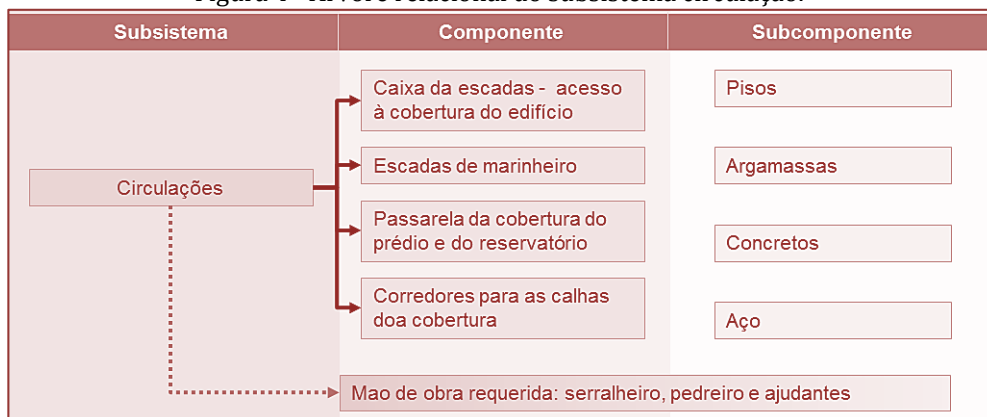 Subsistema
Componente
Subcomponente
Circulações
Caixa da escadas - acesso
à cobertura do edifício
Escadas de marinheiro
Passarela da cobertura do
prédio e do reservatório
Corredores para as calhas
doa cobertura
Pisos
Argamassas
Concretos
Aço
Mao de obra requerida: serralheiro, pedreiro e ajudantes